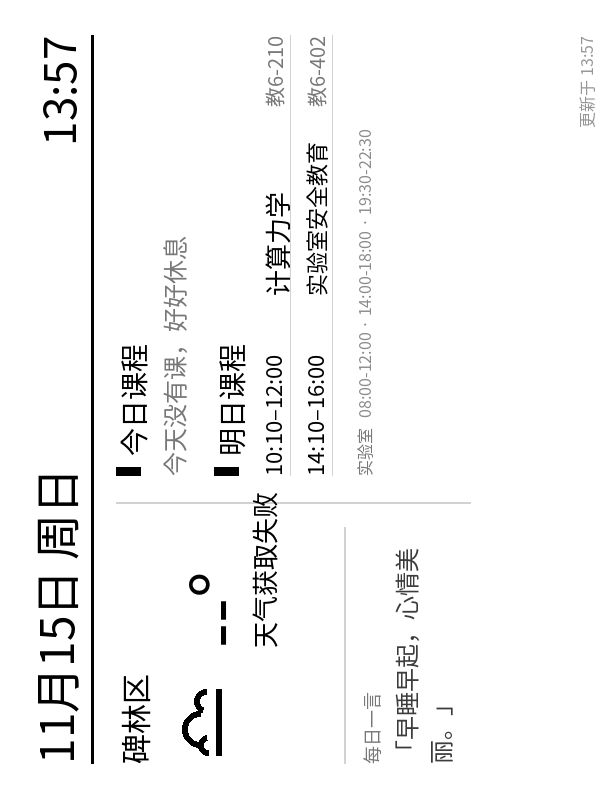 11月15日 周日
13:57
碑林区
--°
天气获取失败
每日一言
「早睡早起，心情美
丽。」
今日课程
今天没有课，好好休息
明日课程
10:10–12:00 计算力学 教6-210
14:10–16:00 实验室安全教育 教6-402
实验室 08:00-12:00 · 14:00-18:00 · 19:30-22:30
更新于 13:57